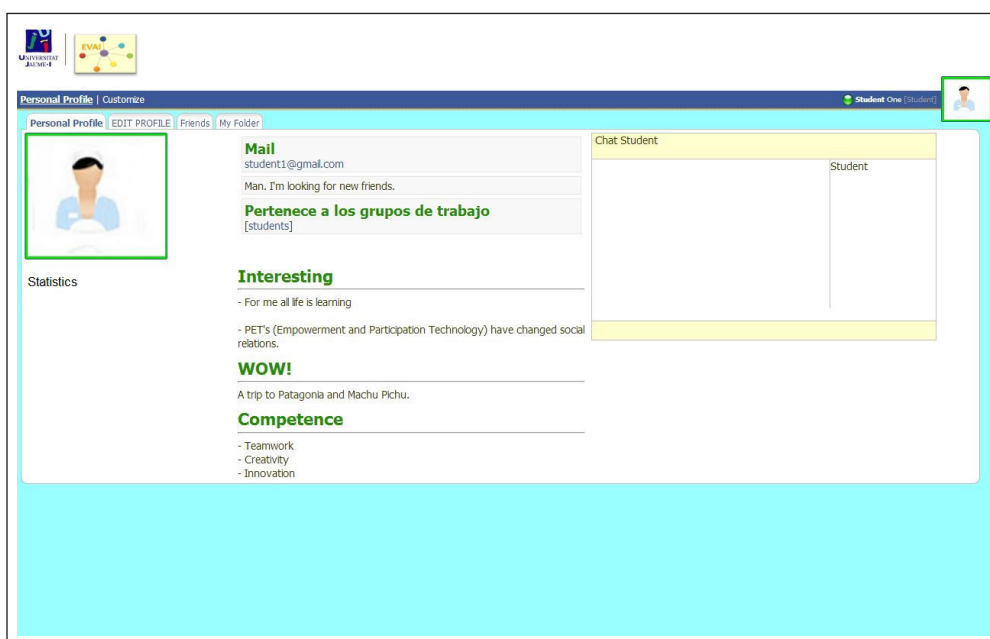 UNIVERSITAT
JAUME·I
EVAI
Personal Profile | Customize
Student One [Student]
Personal Profile
EDIT PROFILE
Friends
My Folder
Mail
student1@gmail.com
Man. I'm looking for new friends.
Pertenece a los grupos de trabajo
[students]
Chat Student
Student
Statistics
Interesting
- For me all life is learning
- PET's (Empowerment and Participation Technology) have changed social
relations.
WOW!
A trip to Patagonia and Machu Pichu.
Competence
- Teamwork
- Creativity
- Innovation